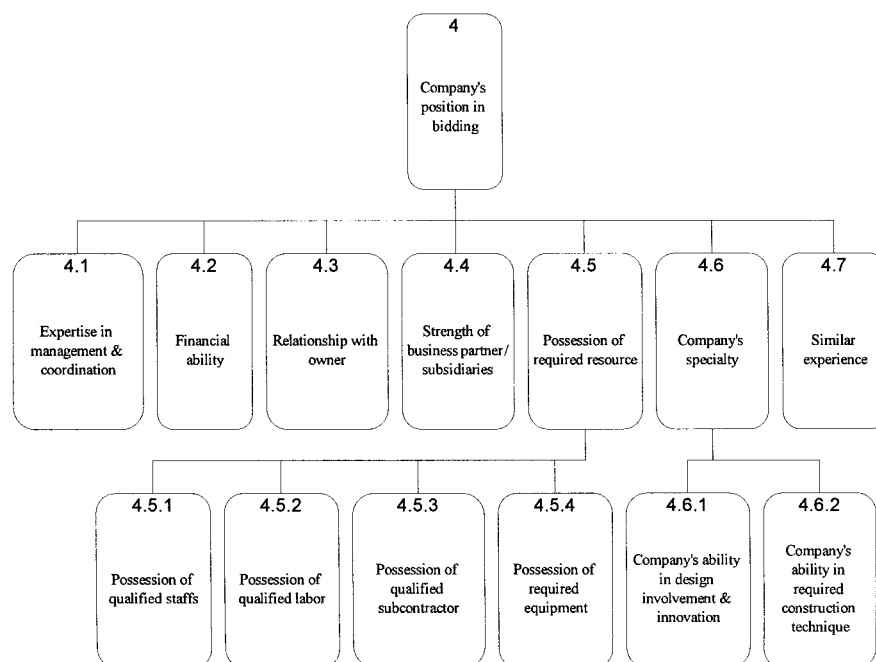 4
Company's
position in
bidding
4.1
Expertise in
management &
coordination
4.2
Financial
ability
4.3
Relationship with
owner
4.4
Strength of
business partner/
subsidiaries
4.5
Possession of
required resource
4.6
Company's
specialty
4.7
Similar
experience
4.5.1
Possession of
qualified staffs
4.5.2
Possession of
qualified labor
4.5.3
Possession of
qualified
subcontractor
4.5.4
Possession of
required
equipment
4.6.1
Company's ability
in design
involvement &
innovation
4.6.2
Company's
ability in
required
construction
technique